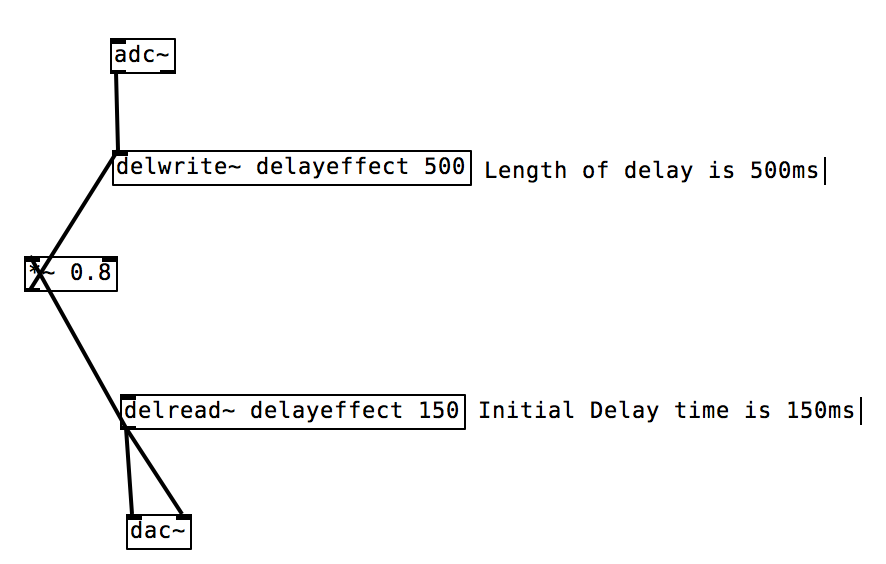 adc~
delwrite~ delayeffect 500 Length of delay is 500ms
*~ 0.8
delread~ delayeffect 150 Initial Delay time is 150ms
dac~